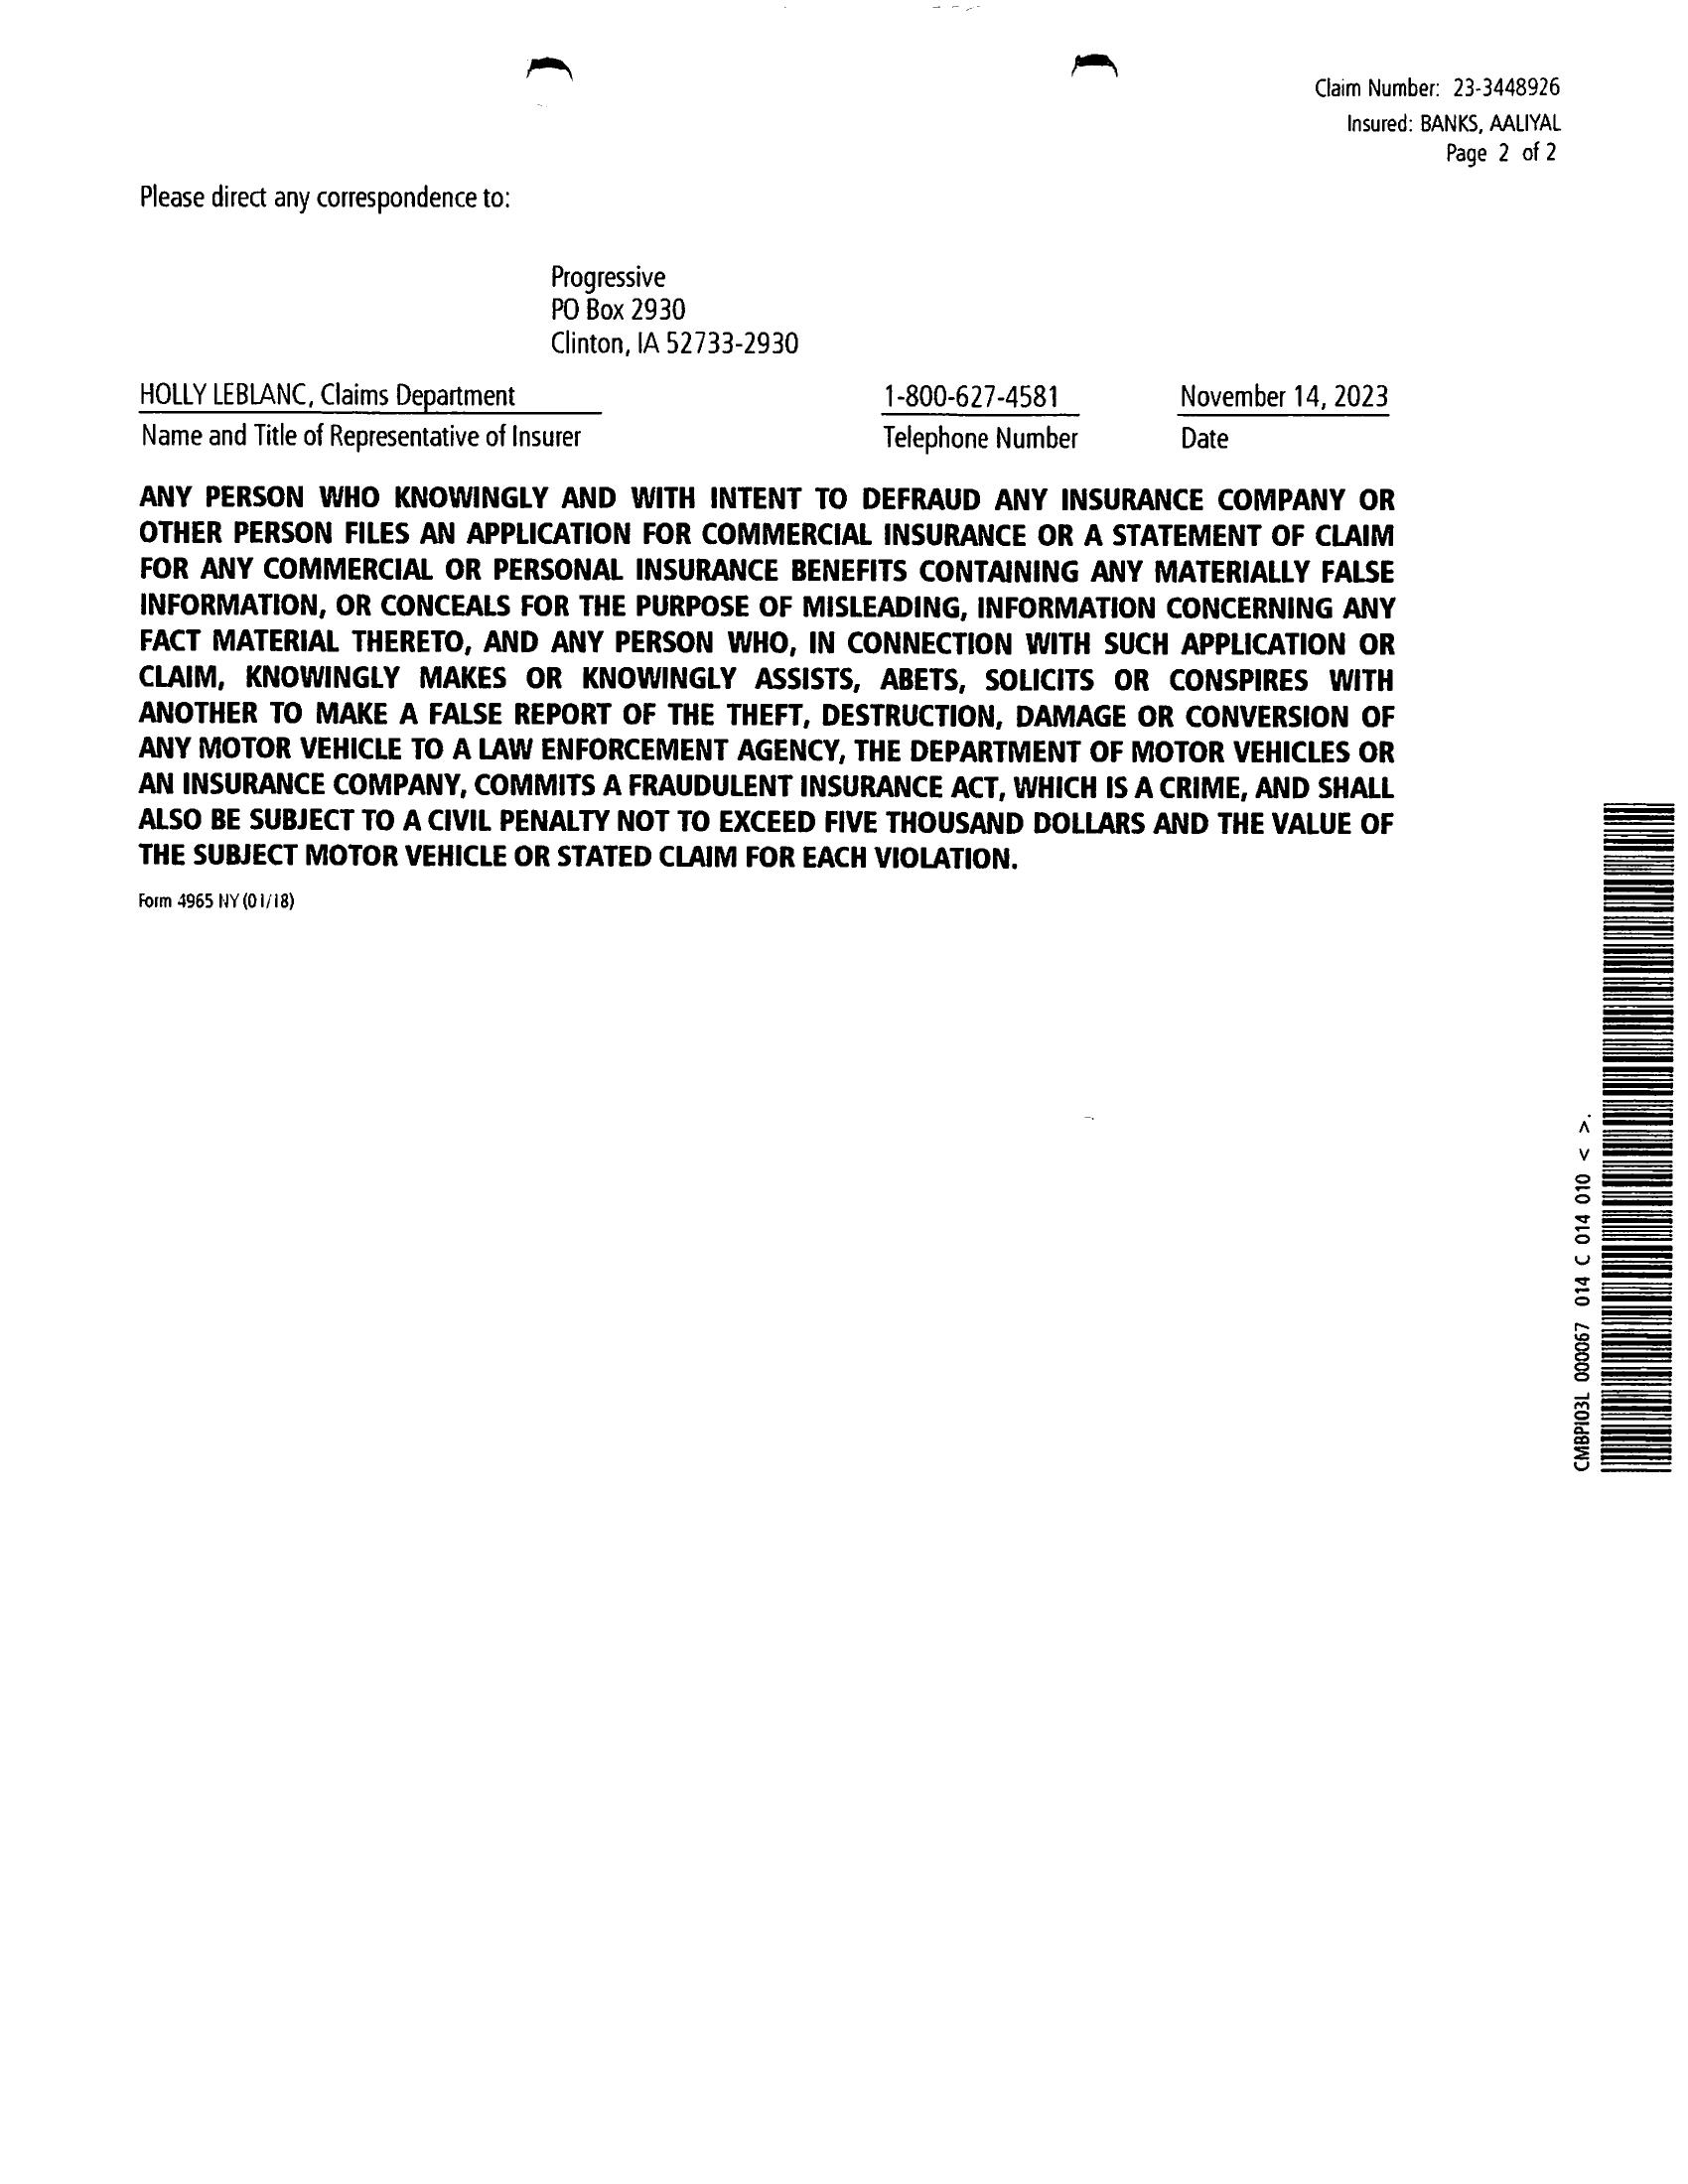 Claim Number: 23-3448926
Insured: BANKS, AALIYAL
Page 2 of 2
Please direct any correspondence to:
Progressive
PO Box 2930
Clinton, IA 52733-2930
HOLLY LEBLANC, Claims Department 1-800-627-4581 November 14, 2023
Name and Title of Representative of Insurer Telephone Number Date
ANY PERSON WHO KNOWINGLY AND WITH INTENT TO DEFRAUD ANY INSURANCE COMPANY OR
OTHER PERSON FILES AN APPLICATION FOR COMMERCIAL INSURANCE OR A STATEMENT OF CLAIM
FOR ANY COMMERCIAL OR PERSONAL INSURANCE BENEFITS CONTAINING ANY MATERIALLY FALSE
INFORMATION, OR CONCEALS FOR THE PURPOSE OF MISLEADING, INFORMATION CONCERNING ANY
FACT MATERIAL THERETO, AND ANY PERSON WHO, IN CONNECTION WITH SUCH APPLICATION OR
CLAIM, KNOWINGLY MAKES OR KNOWINGLY ASSISTS, ABETS, SOLICITS OR CONSPIRES WITH
ANOTHER TO MAKE A FALSE REPORT OF THE THEFT, DESTRUCTION, DAMAGE OR CONVERSION OF
ANY MOTOR VEHICLE TO A LAW ENFORCEMENT AGENCY, THE DEPARTMENT OF MOTOR VEHICLES OR
AN INSURANCE COMPANY, COMMITS A FRAUDULENT INSURANCE ACT, WHICH IS A CRIME, AND SHALL
ALSO BE SUBJECT TO A CIVIL PENALTY NOT TO EXCEED FIVE THOUSAND DOLLARS AND THE VALUE OF
THE SUBJECT MOTOR VEHICLE OR STATED CLAIM FOR EACH VIOLATION.
Form 4965 NY (01/18)
CMBPI03L 000067 014 C 014 010 < >.